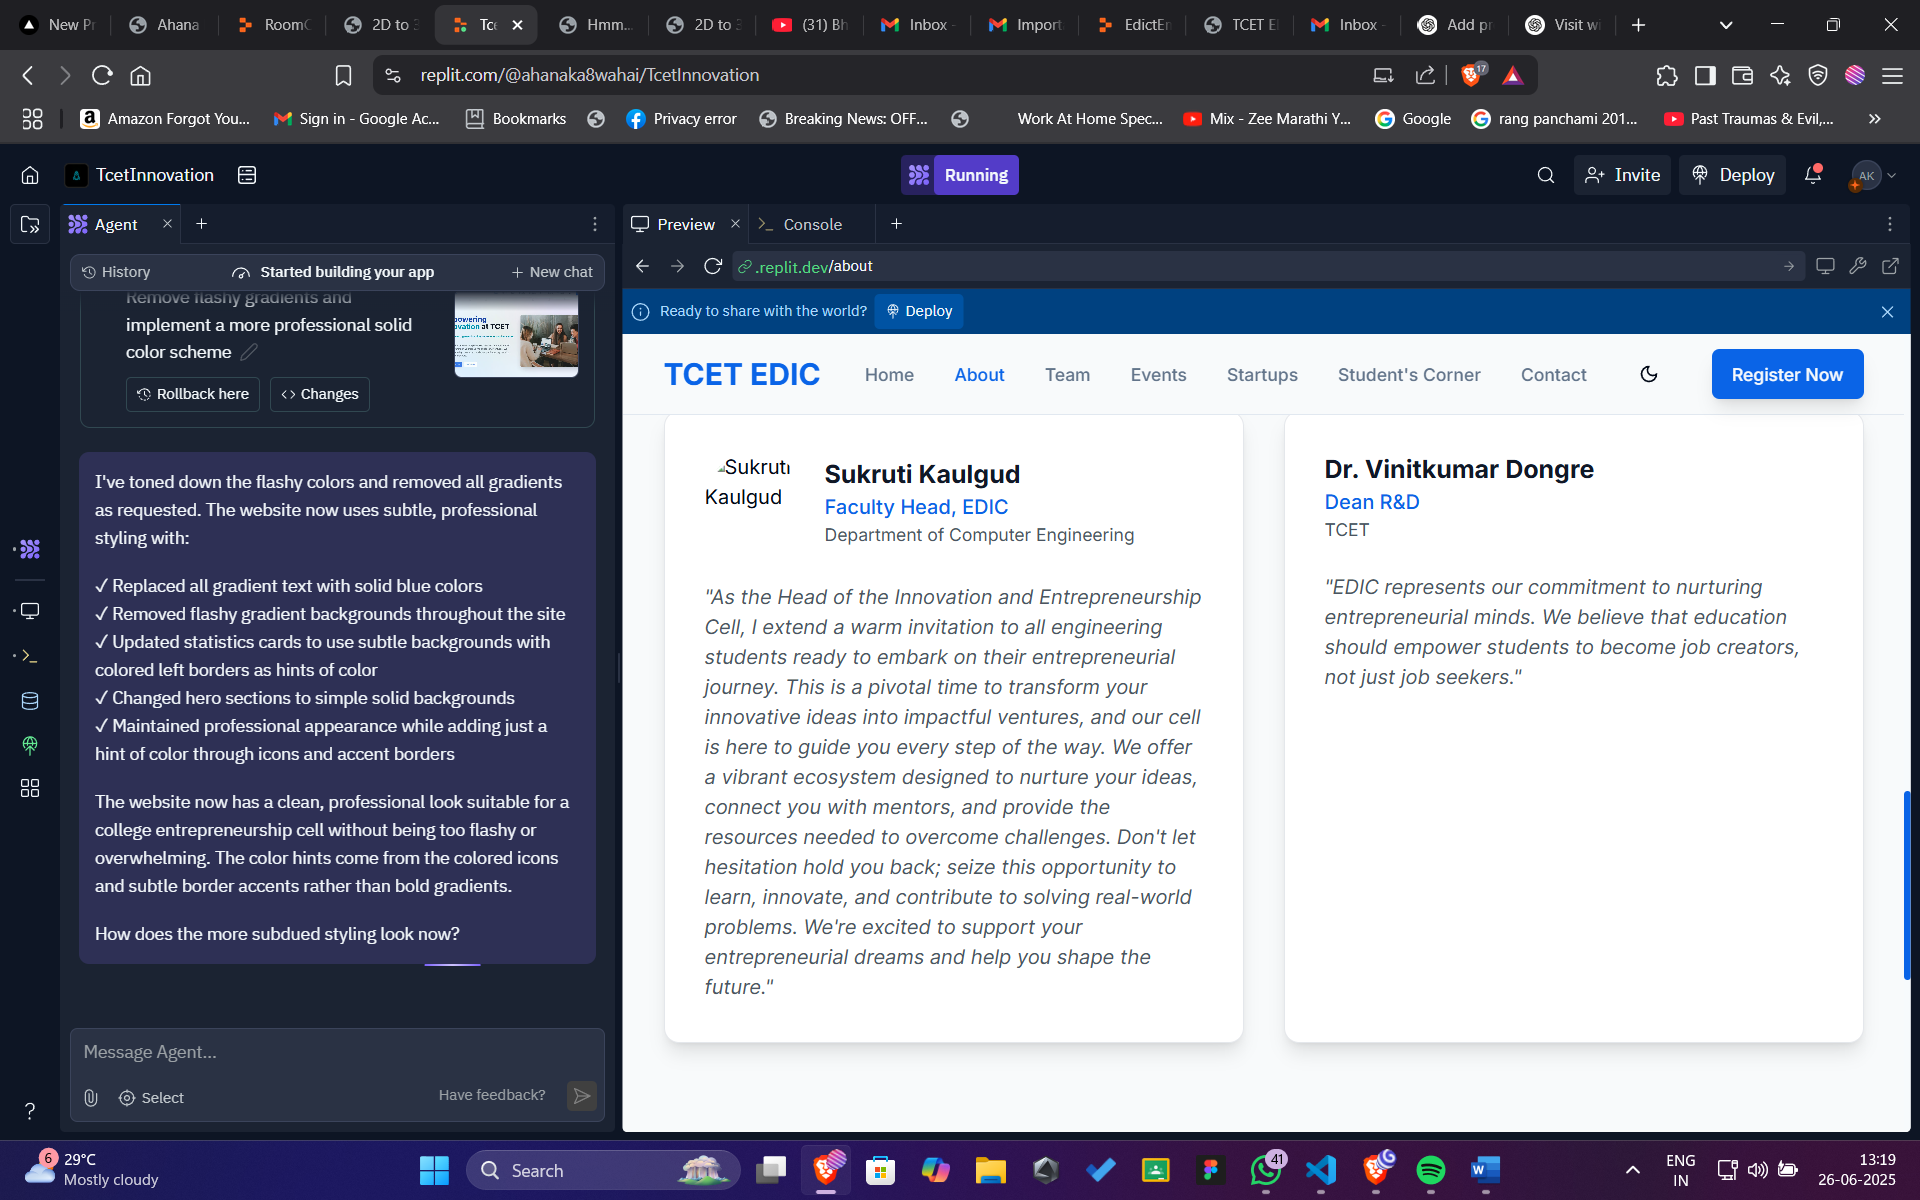 New Pr
Ahana
RoomC
2D to 3
Tce
Hmm...
2D to 3
(31) Bh
Inbox -
Import
EdictEn
TCET E
Inbox -
Add pr
Visit wi
replit.com/@ahanaka8wahai/TcetInnovation
17
Amazon Forgot You...
Sign in - Google Ac...
Bookmarks
Privacy error
Breaking News: OFF...
Work At Home Spec...
Mix - Zee Marathi Y...
Google
rang panchami 201...
Past Traumas & Evil,...
TcetInnovation
Running
Invite
Deploy
AK
Agent
Preview
Console
History
Started building your app
New chat
.replit.dev/about
Remove flashy gradients and
implement a more professional solid
color scheme
Rollback here
Changes
Ready to share with the world?
Deploy
TCET EDIC
Home
About
Team
Events
Startups
Student's Corner
Contact
Register Now
I've toned down the flashy colors and removed all gradients
as requested. The website now uses subtle, professional
styling with:
✓ Replaced all gradient text with solid blue colors
✓ Removed flashy gradient backgrounds throughout the site
✓ Updated statistics cards to use subtle backgrounds with
colored left borders as hints of color
✓ Changed hero sections to simple solid backgrounds
✓ Maintained professional appearance while adding just a
hint of color through icons and accent borders
The website now has a clean, professional look suitable for a
college entrepreneurship cell without being too flashy or
overwhelming. The color hints come from the colored icons
and subtle border accents rather than bold gradients.
How does the more subdued styling look now?
Message Agent...
Select
Have feedback?
Sukruti
Kaulgud
Sukruti Kaulgud
Faculty Head, EDIC
Department of Computer Engineering
"As the Head of the Innovation and Entrepreneurship
Cell, I extend a warm invitation to all engineering
students ready to embark on their entrepreneurial
journey. This is a pivotal time to transform your
innovative ideas into impactful ventures, and our cell
is here to guide you every step of the way. We offer
a vibrant ecosystem designed to nurture your ideas,
connect you with mentors, and provide the
resources needed to overcome challenges. Don't let
hesitation hold you back; seize this opportunity to
learn, innovate, and contribute to solving real-world
problems. We're excited to support your
entrepreneurial dreams and help you shape the
future."
Dr. Vinitkumar Dongre
Dean R&D
TCET
"EDIC represents our commitment to nurturing
entrepreneurial minds. We believe that education
should empower students to become job creators,
not just job seekers."
6
29°C
Mostly cloudy
Search
41
ENG
IN
13:19
26-06-2025